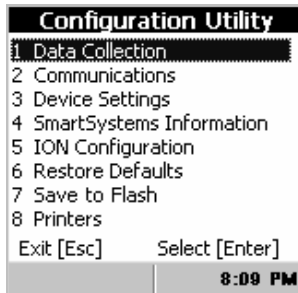 Configuration Utility
1 Data Collection
2 Communications
3 Device Settings
4 SmartSystems Information
5 ION Configuration
6 Restore Defaults
7 Save to Flash
8 Printers
Exit [Esc] Select [Enter]
8:09 PM